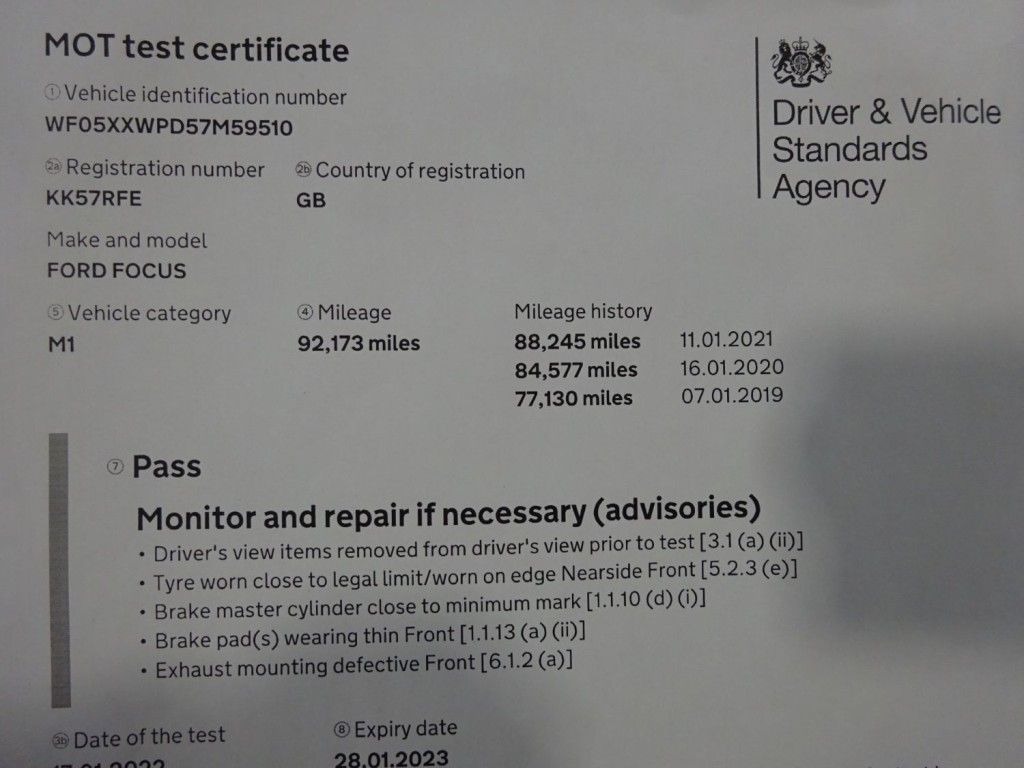 MOT test certificate
① Vehicle identification number
WF05XXWPD57M59510
2a Registration number 2b Country of registration
KK57RFE GB
Make and model
FORD FOCUS
⑤ Vehicle category ④ Mileage Mileage history
M1 92,173 miles 88,245 miles 11.01.2021
84,577 miles 16.01.2020
77,130 miles 07.01.2019
Driver & Vehicle
Standards
Agency
⑦ Pass
Monitor and repair if necessary (advisories)
• Driver's view items removed from driver's view prior to test [3.1 (a) (ii)]
• Tyre worn close to legal limit/worn on edge Nearside Front [5.2.3 (e)]
• Brake master cylinder close to minimum mark [1.1.10 (d) (i)]
• Brake pad(s) wearing thin Front [1.1.13 (a) (ii)]
• Exhaust mounting defective Front [6.1.2 (a)]
3b Date of the test ⑧ Expiry date
28.01.2023